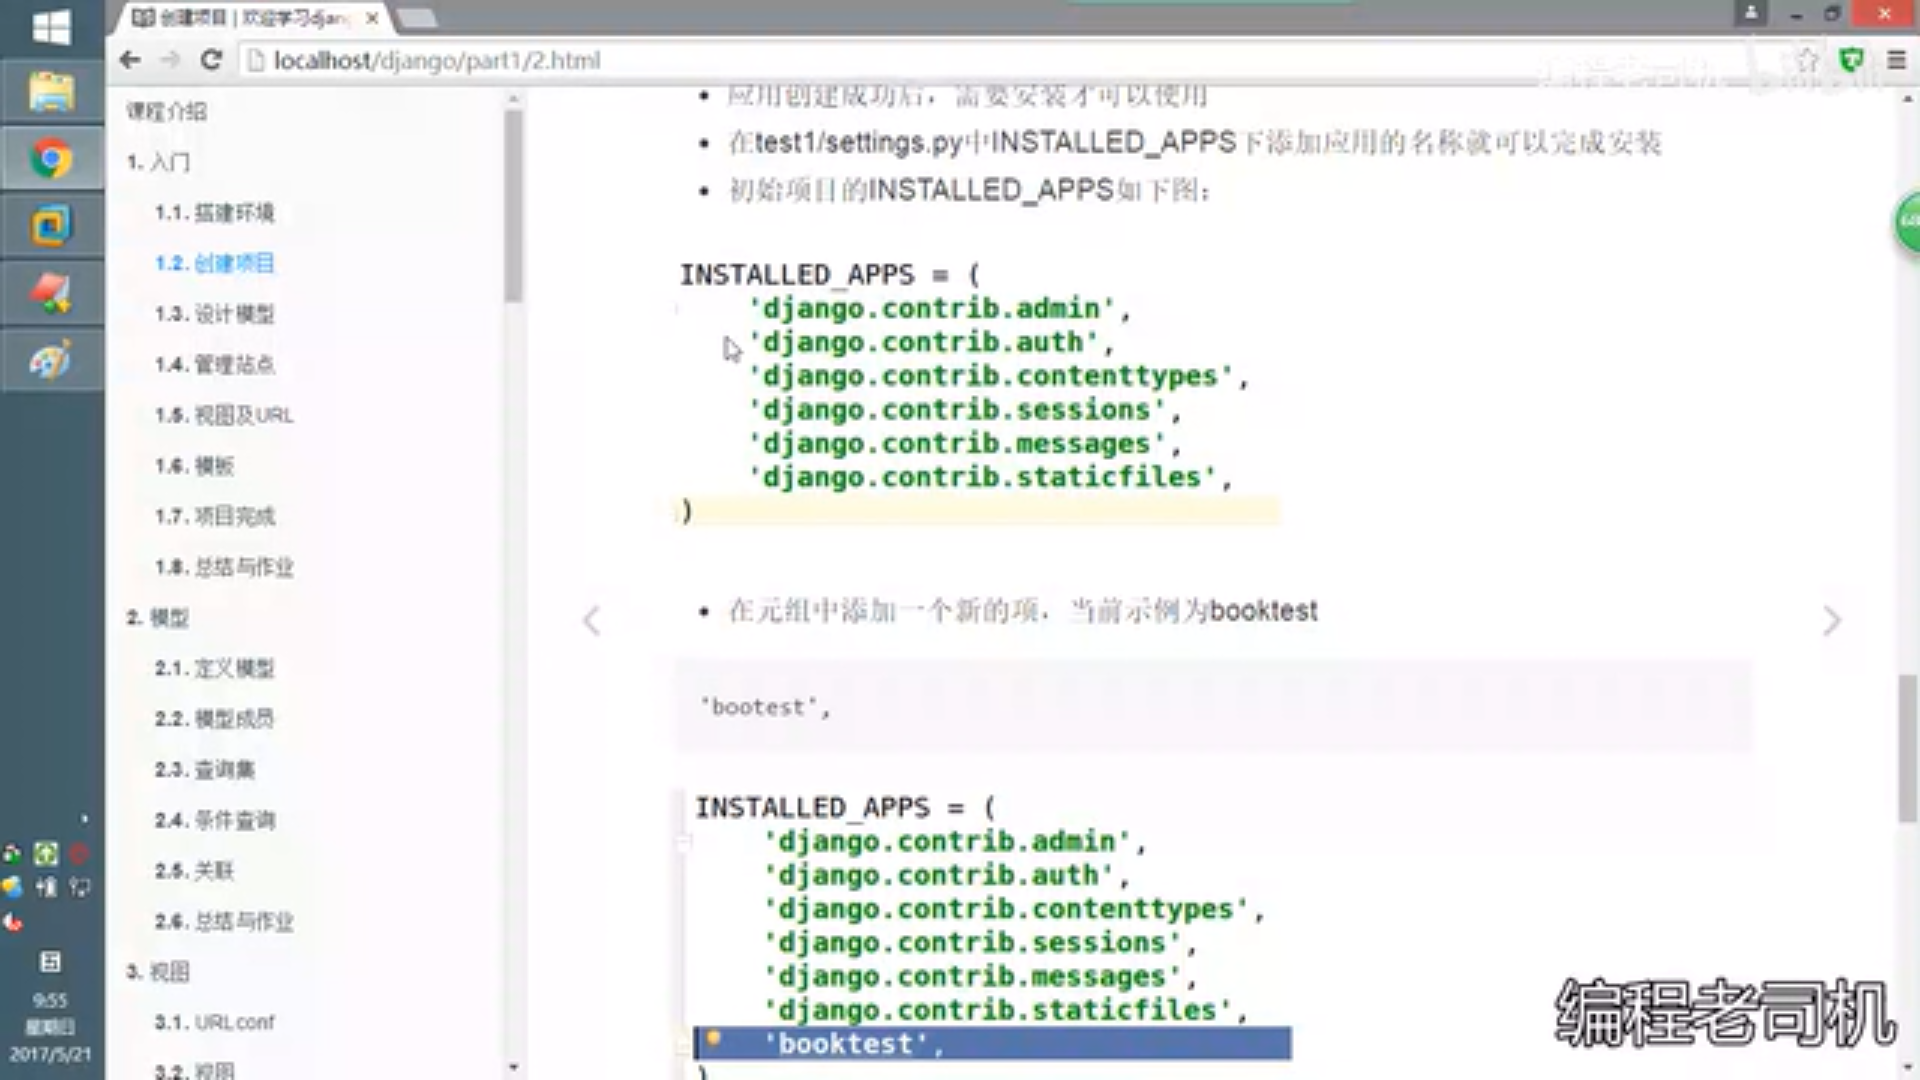 创建项目 | 欢迎学习djan
localhost/django/part1/2.html
课程介绍
1. 入门
1.1. 搭建环境
1.2. 创建项目
1.3. 设计模型
1.4. 管理站点
1.5. 视图及URL
1.6. 模板
1.7. 项目完成
1.8. 总结与作业
2. 模型
2.1. 定义模型
2.2. 模型成员
2.3. 查询集
2.4. 条件查询
2.5. 关联
2.6. 总结与作业
3. 视图
3.1. URLconf
3.2. 视图
应用创建成功后，需要安装才可以使用
在test1/settings.py中INSTALLED_APPS下添加应用的名称就可以完成安装
初始项目的INSTALLED_APPS如下图：
INSTALLED_APPS = (
'django.contrib.admin',
'django.contrib.auth',
'django.contrib.contenttypes',
'django.contrib.sessions',
'django.contrib.messages',
'django.contrib.staticfiles',
)
在元组中添加一个新的项，当前示例为booktest
'bootest',
INSTALLED_APPS = (
'django.contrib.admin',
'django.contrib.auth',
'django.contrib.contenttypes',
'django.contrib.sessions',
'django.contrib.messages',
'django.contrib.staticfiles',
'booktest',
)
9:55
星期日
2017/5/21
编程老司机